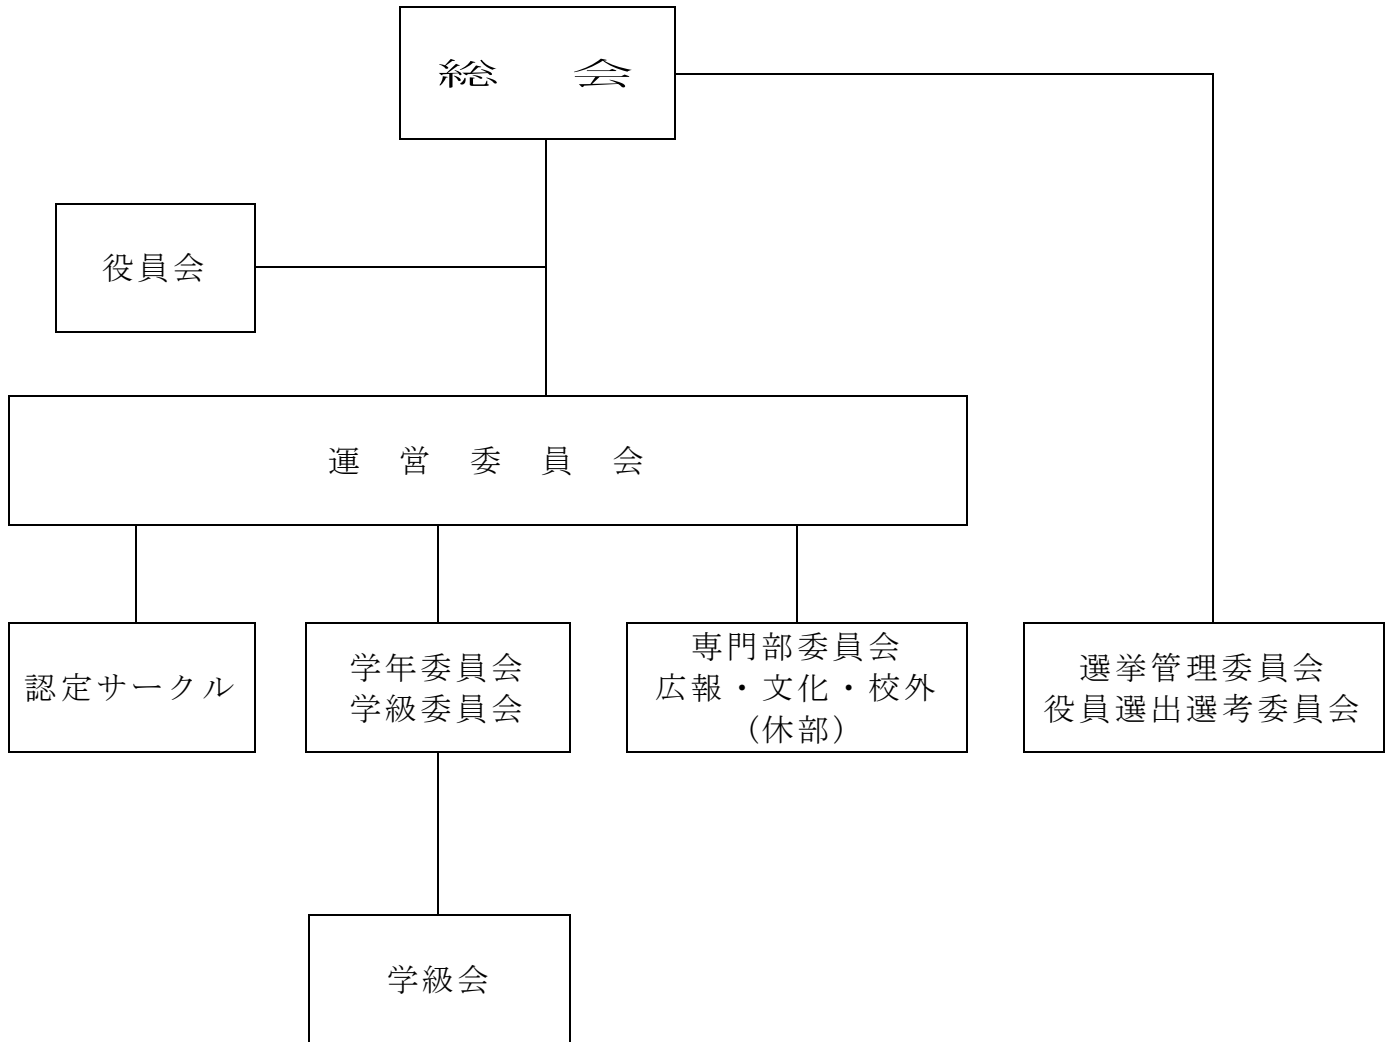 総　会
役員会
運営委員会
認定サークル
学年委員会
学級委員会
専門部委員会
広報・文化・校外
(休部)
選挙管理委員会
役員選出選考委員会
学級会